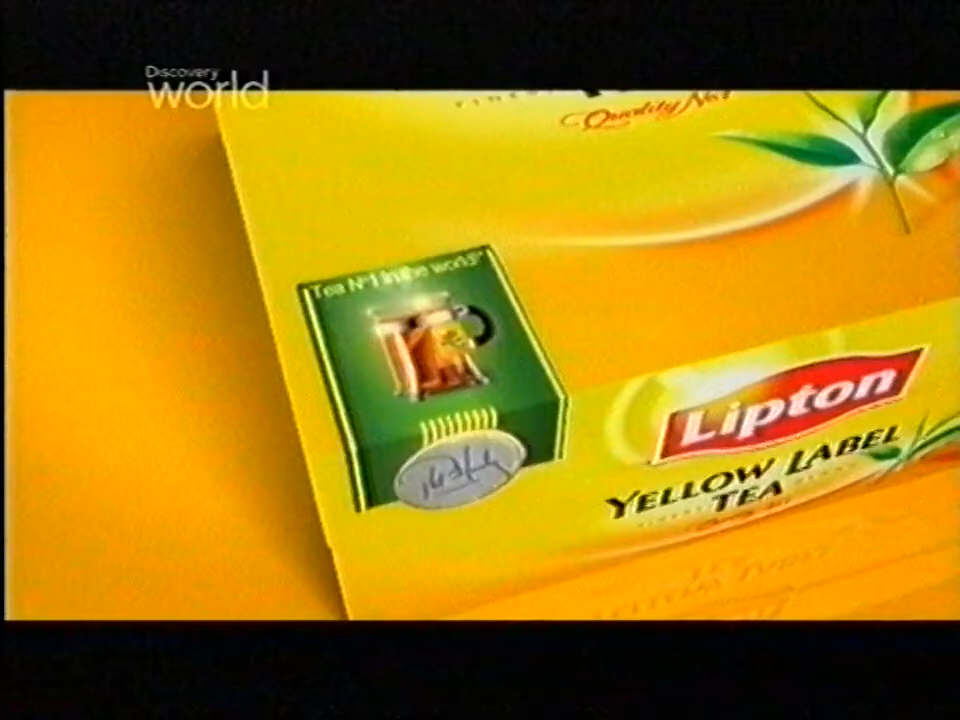 Discovery
world
Quality No1
Tea Nº1 in the world*
Lipton
YELLOW LABEL
TEA